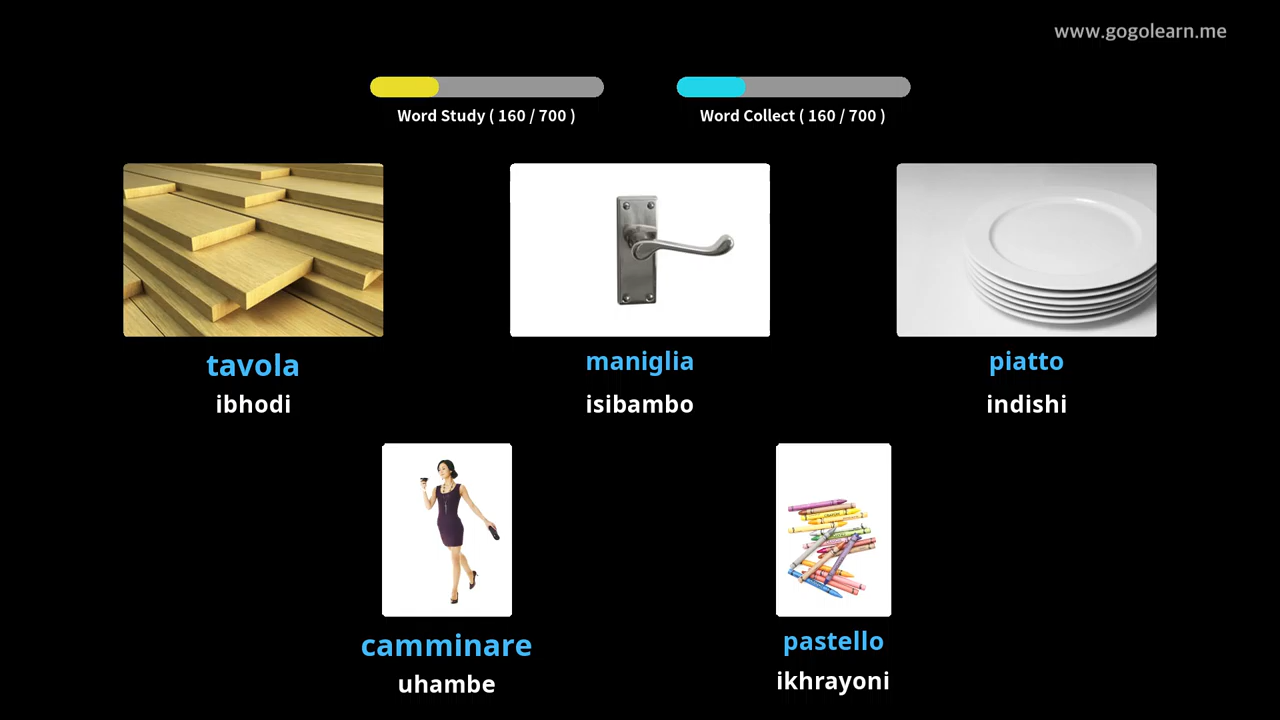 www.gogolearn.me
Word Study ( 160 / 700 )
Word Collect ( 160 / 700 )
tavola
ibhodi
maniglia
isibambo
piatto
indishi
camminare
uhambe
pastello
ikhrayoni